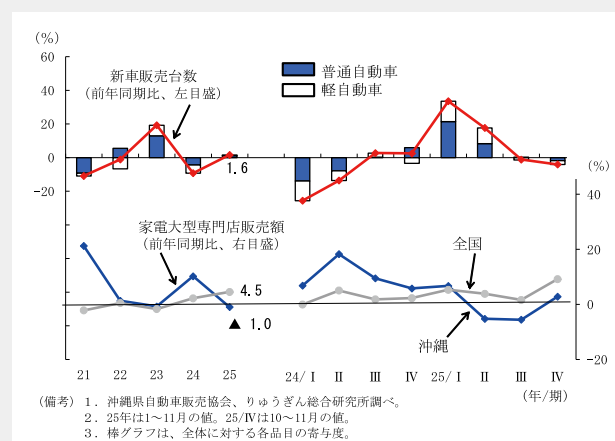 (%)
60
40
20
0
−20
新車販売台数
(前年同期比、左目盛)
普通自動車
軽自動車
1.6
(%)
40
20
0
−20
家電大型専門店販売額
(前年同期比、右目盛)
4.5
▲ 1.0
全国
沖縄
21 22 23 24 25 24/Ⅰ Ⅱ Ⅲ Ⅳ 25/Ⅰ Ⅱ Ⅲ Ⅳ
(年/期)
(備考) 1. 沖縄県自動車販売協会、りゅうぎん総合研究所調べ。
2. 25年は1～11月の値。25/Ⅳは10～11月の値。
3. 棒グラフは、全体に対する各品目の寄与度。